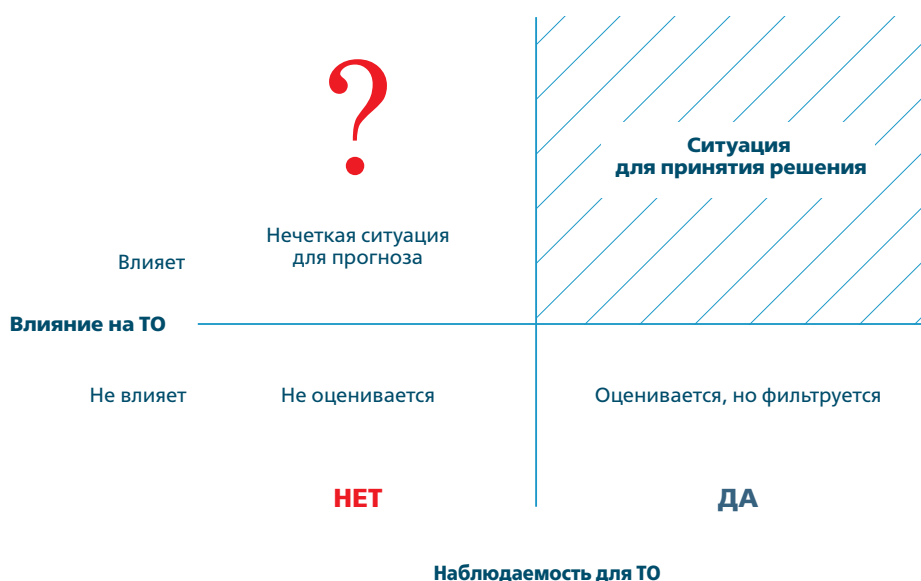 ?
Ситуация
для принятия решения
Нечеткая ситуация
для прогноза
Влияет
Влияние на ТО
Не влияет
Не оценивается
Оценивается, но фильтруется
НЕТ
ДА
Наблюдаемость для ТО